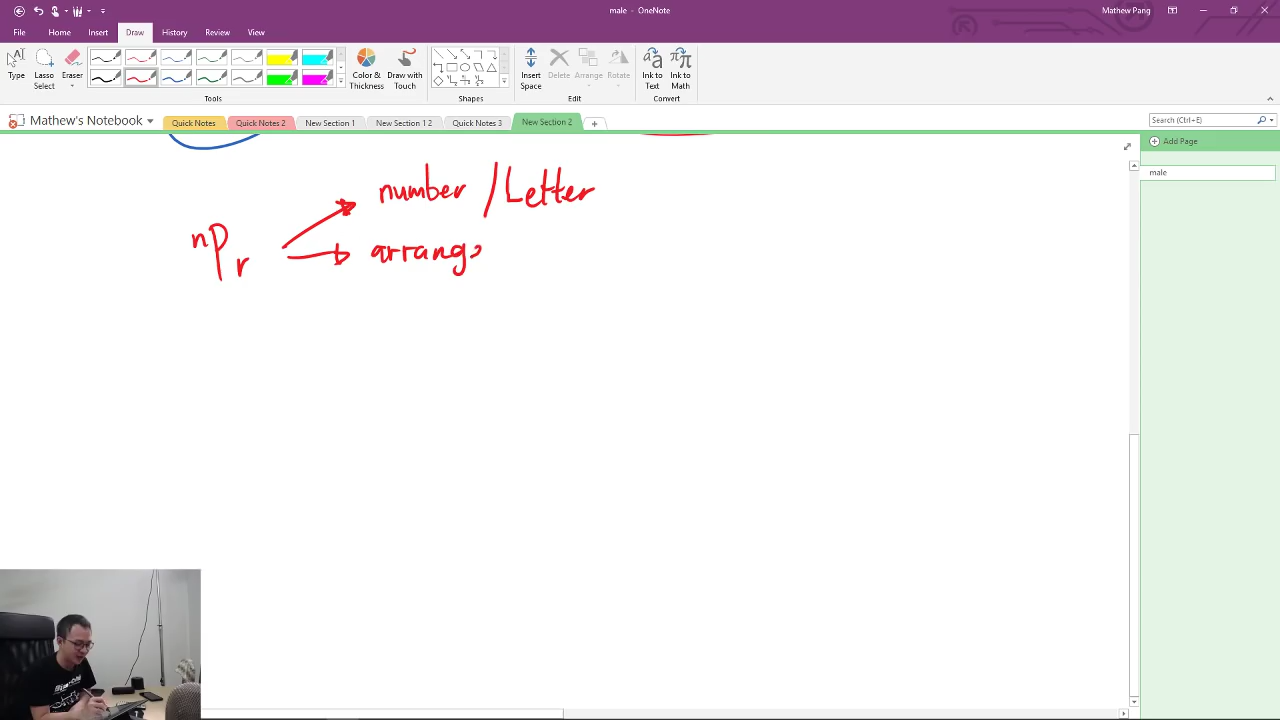 male - OneNote
Mathew Pang
File Home Insert Draw History Review View
Type
Lasso Select
Eraser
Color & Thickness
Draw with Touch
Insert Space
Delete
Arrange
Rotate
Ink to Text
Ink to Math
Tools
Shapes
Edit
Convert
Mathew's Notebook
Quick Notes Quick Notes 2 New Section 1 New Section 1 2 Quick Notes 3 New Section 2
Search (Ctrl+E)
Add Page
male
number / Letter
nPr
arrang